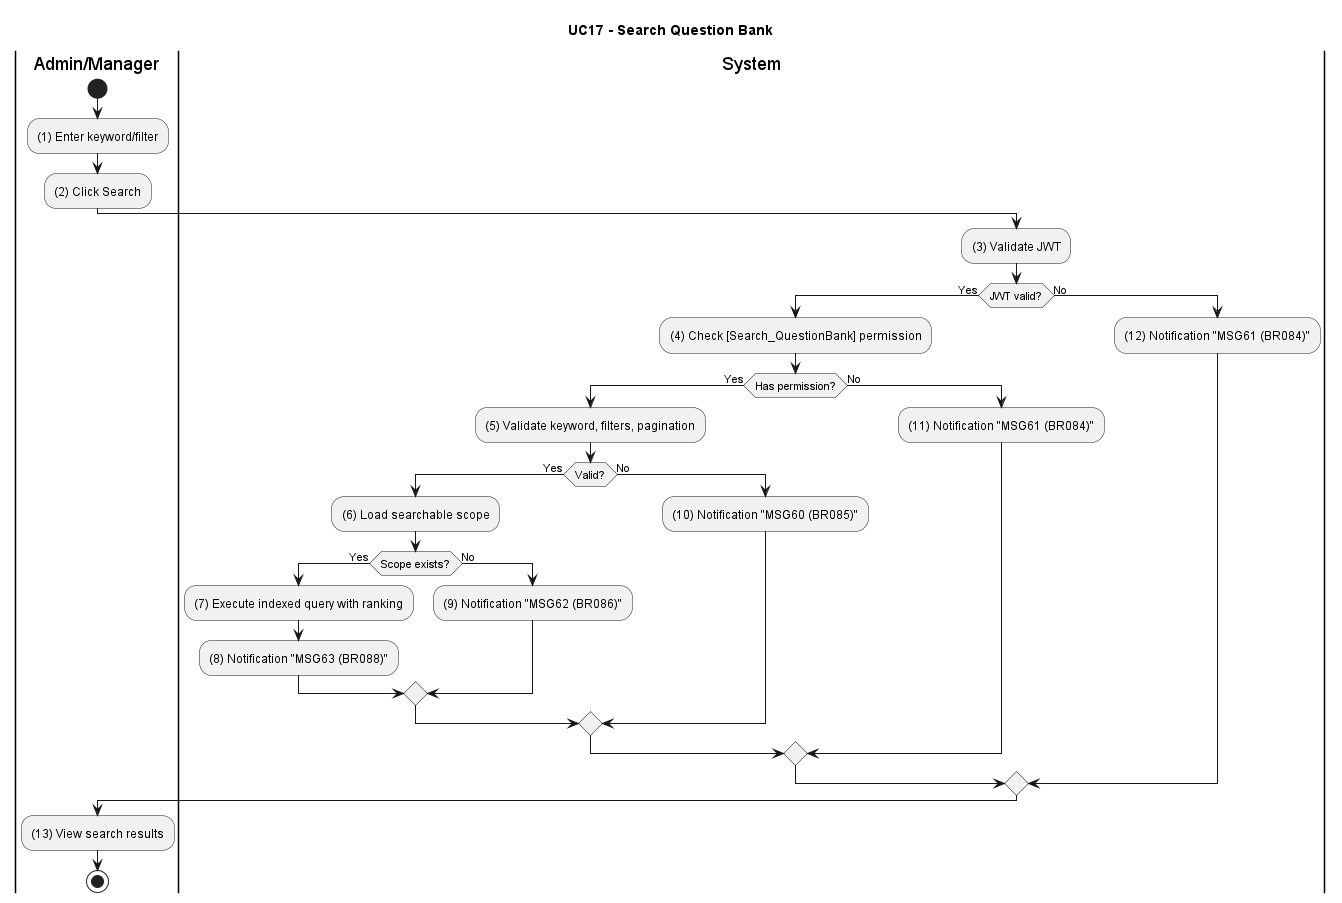 UC17 - Search Question Bank
Admin/Manager
System
(1) Enter keyword/filter
(2) Click Search
(3) Validate JWT
JWT valid?
Yes
No
(4) Check [Search_QuestionBank] permission
(12) Notification "MSG61 (BR084)"
Has permission?
Yes
No
(5) Validate keyword, filters, pagination
(11) Notification "MSG61 (BR084)"
Valid?
Yes
No
(6) Load searchable scope
(10) Notification "MSG60 (BR085)"
Scope exists?
Yes
No
(7) Execute indexed query with ranking
(9) Notification "MSG62 (BR086)"
(8) Notification "MSG63 (BR088)"
(13) View search results